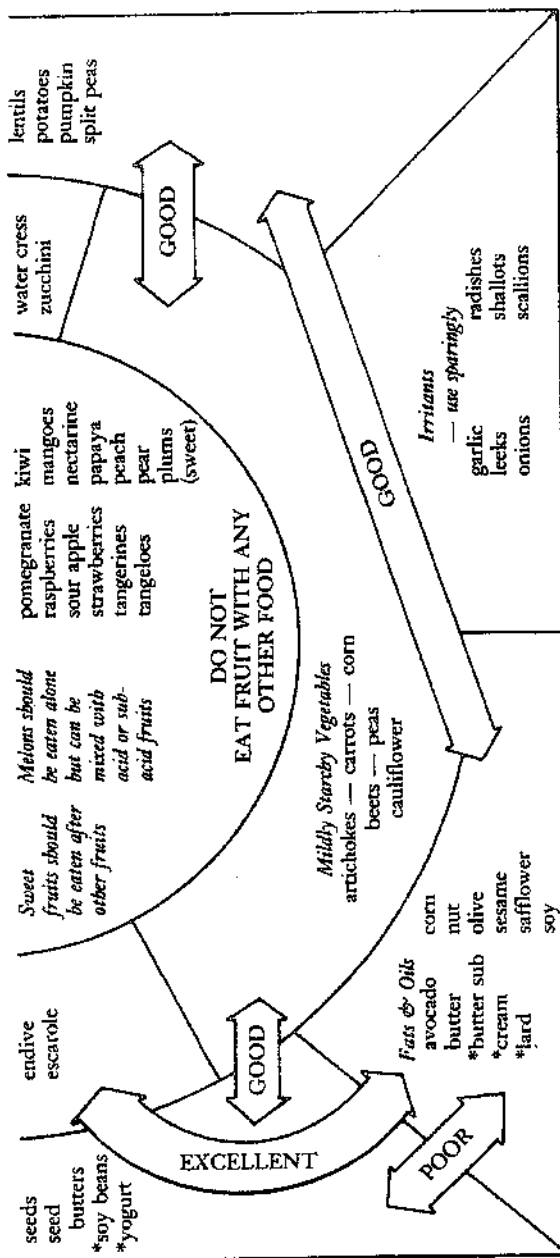 seeds
seed
butters
*soy beans
*yogurt
endive
escarole
Sweet
fruits should
be eaten after
other fruits
Melons should
be eaten alone
but can be
mixed with
acid or sub-
acid fruits
pomegranate
raspberries
sour apple
strawberries
tangerines
tangeloes
kiwi
mangoes
nectarine
papaya
peach
pear
plums
(sweet)
water cress
zucchini
lentils
potatoes
pumpkin
split peas
DO NOT
EAT FRUIT WITH ANY
OTHER FOOD
EXCELLENT
GOOD
GOOD
GOOD
POOR
Mildly Starchy Vegetables
artichokes — carrots — corn
beets — peas
cauliflower
Fats & Oils
avocado
butter
*butter sub
*cream
*lard
corn
nut
olive
sesame
safflower
soy
Irritants
— use sparingly
garlic
leeks
onions
radishes
shallots
scallions